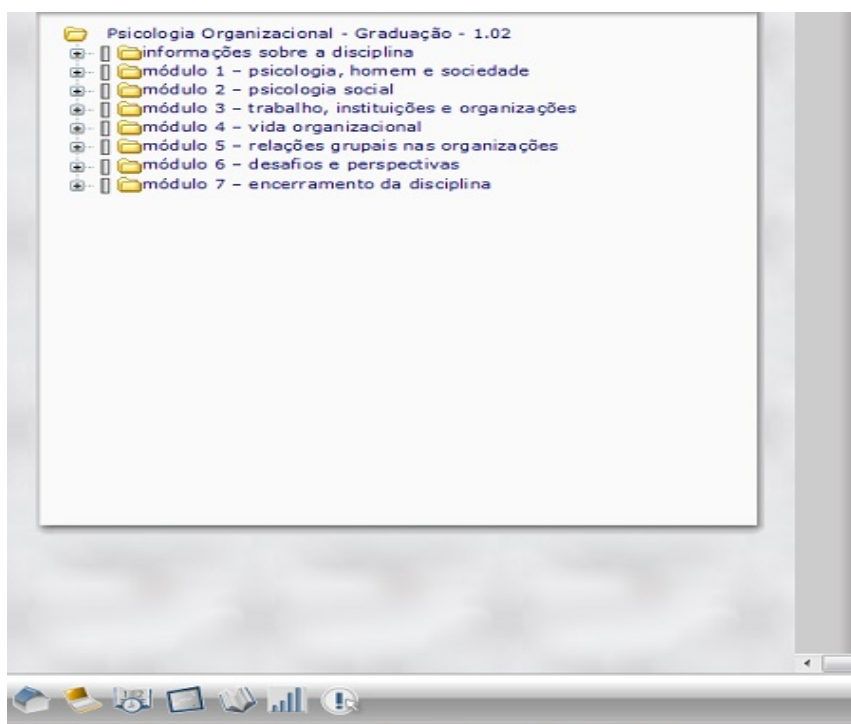 Psicologia Organizacional - Graduação - 1.02
informações sobre a disciplina
módulo 1 – psicologia, homem e sociedade
módulo 2 – psicologia social
módulo 3 – trabalho, instituições e organizações
módulo 4 – vida organizacional
módulo 5 – relações grupais nas organizações
módulo 6 – desafios e perspectivas
módulo 7 – encerramento da disciplina